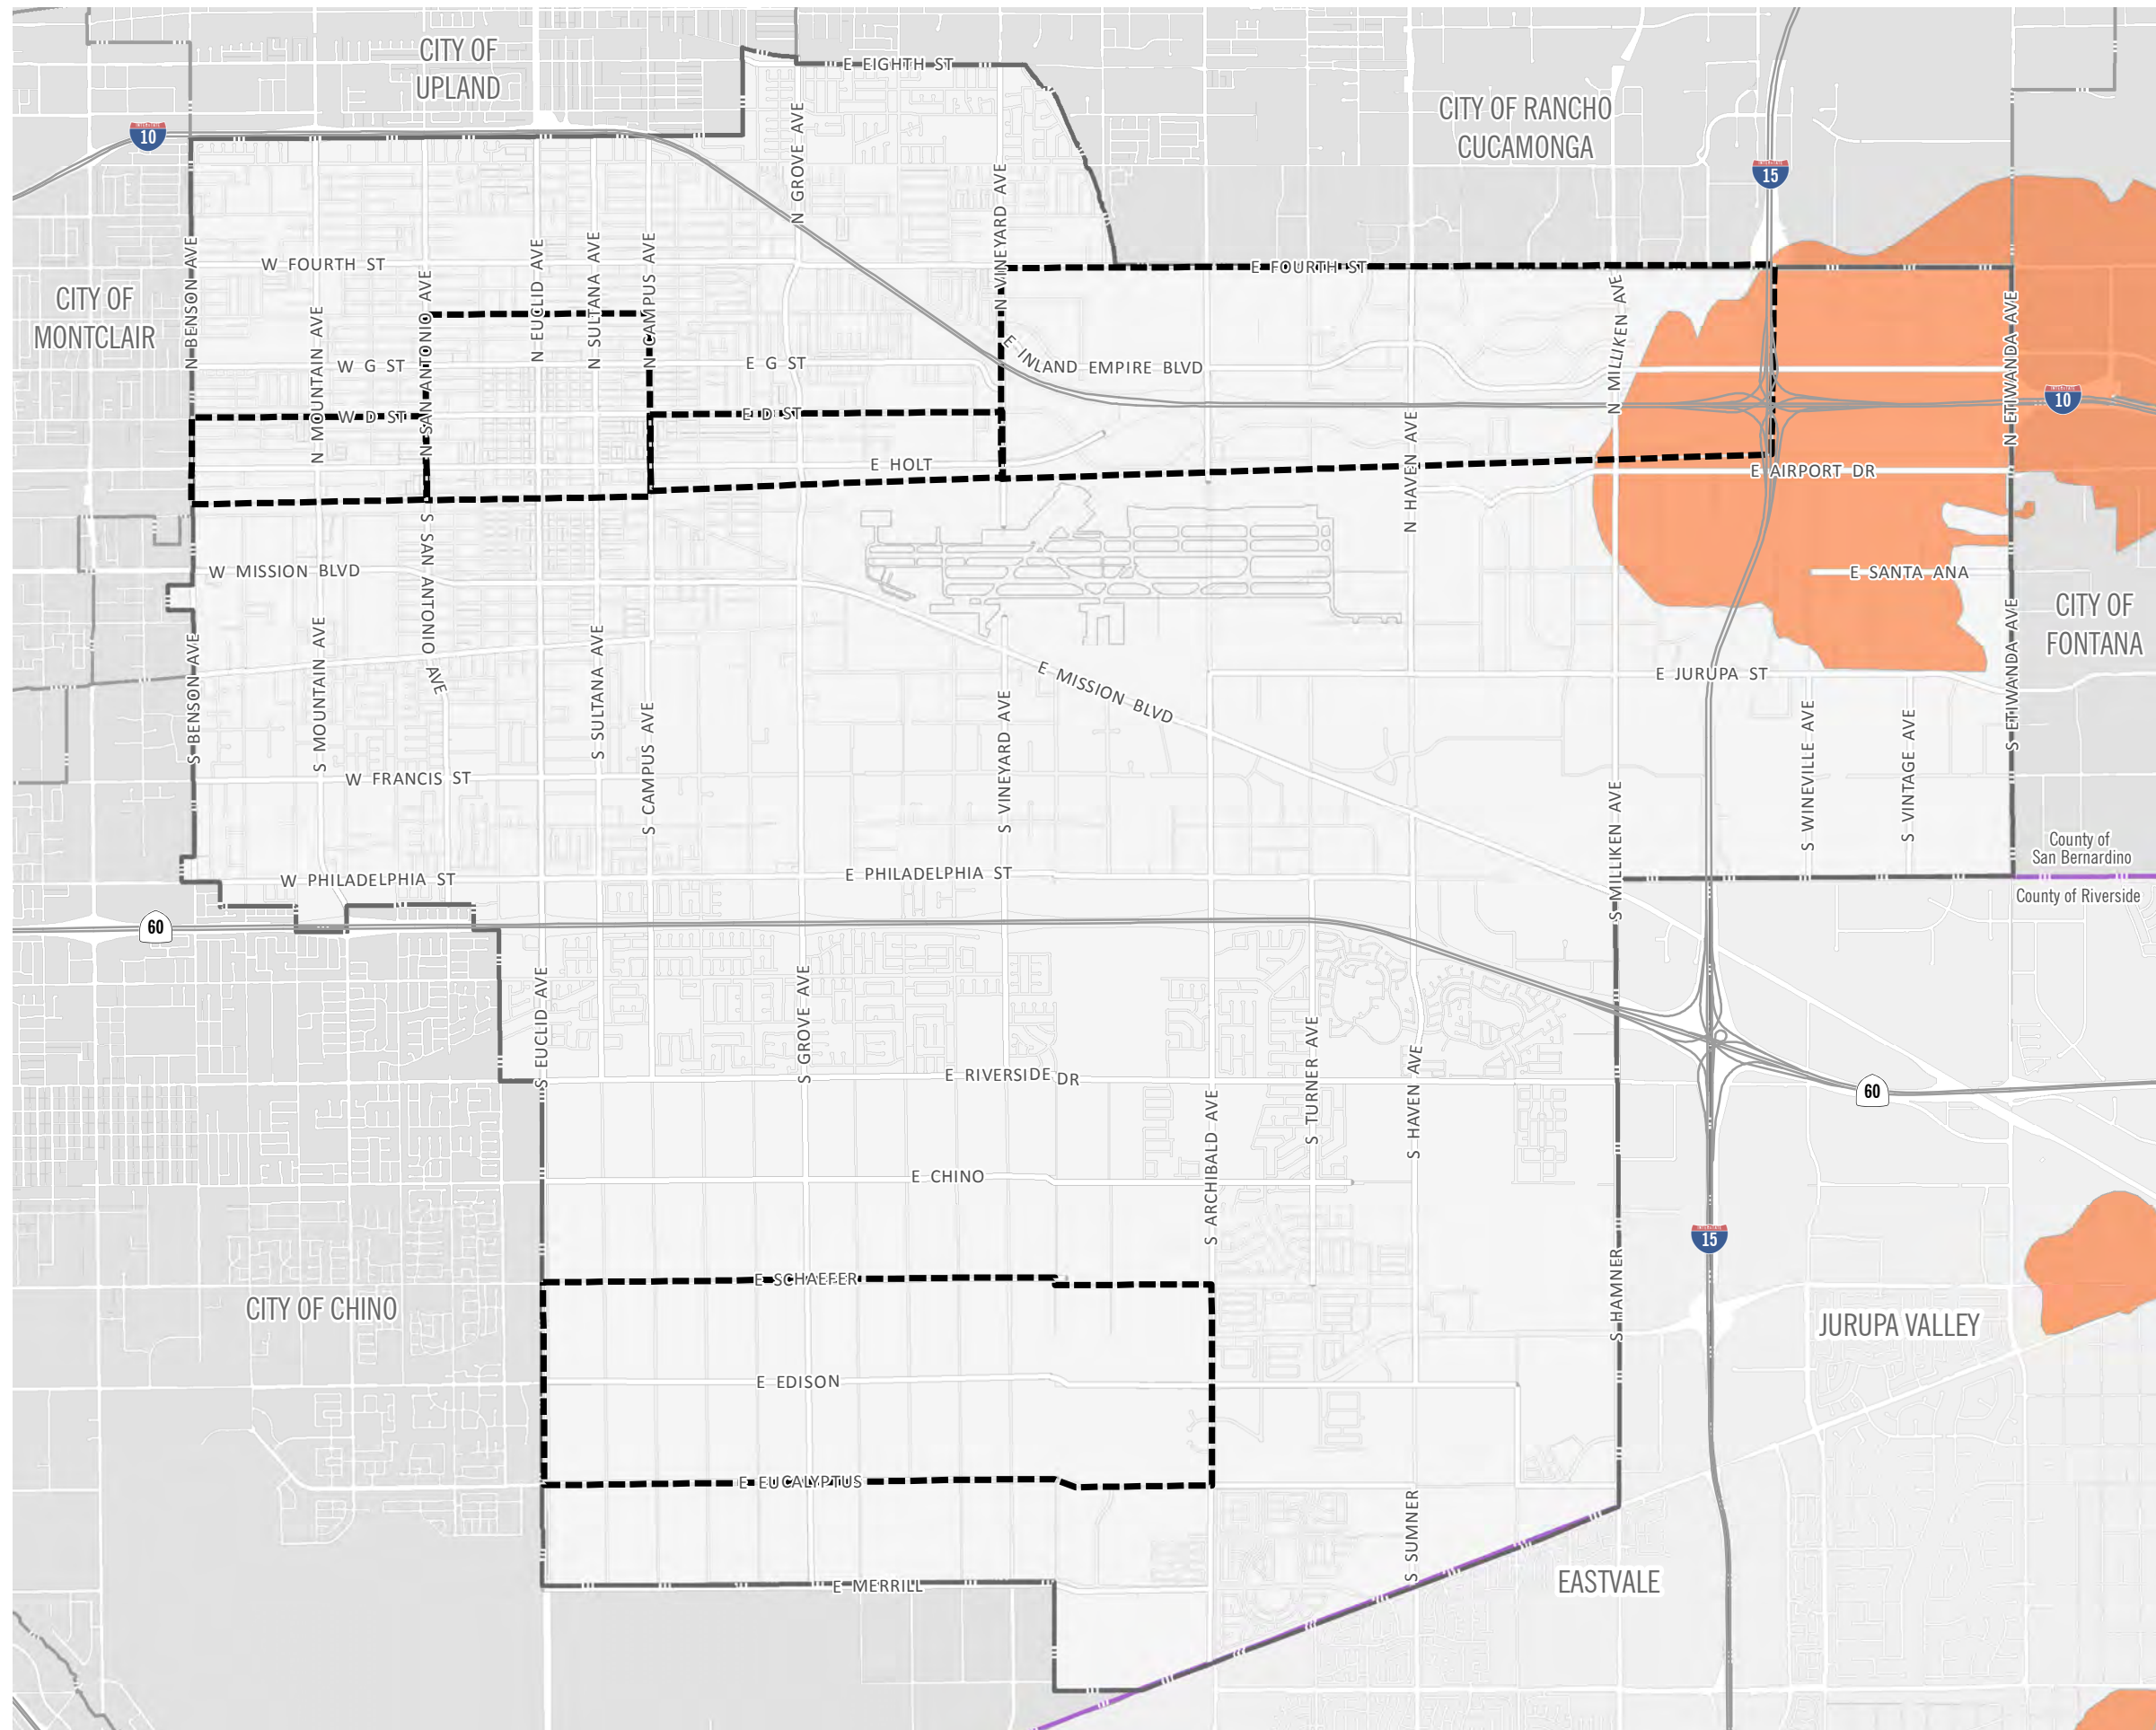 CITY OF
UPLAND
E EIGHTH ST
CITY OF RANCHO
CUCAMONGA
10
15
N GROVE AVE
N VINEYARD AVE
N BENSON AVE
W FOURTH ST
N EUCLID AVE
N SULTANA AVE
N CAMPUS AVE
E FOURTH ST
CITY OF
MONTCLAIR
N MOUNTAIN AVE
N SAN ANTONIO AVE
N MILLIKEN AVE
N ETIWANDA AVE
W G ST
E G ST
E INLAND EMPIRE BLVD
10
W D ST
E D ST
E HOLT
N HAVEN AVE
E AIRPORT DR
W MISSION BLVD
S SAN ANTONIO AVE
E SANTA ANA
CITY OF
FONTANA
S BENSON AVE
S MOUNTAIN AVE
S SULTANA AVE
S CAMPUS AVE
S VINEYARD AVE
E MISSION BLVD
E JURUPA ST
S ETIWANDA AVE
W FRANCIS ST
S MILLIKEN AVE
S WINEVILLE AVE
S VINTAGE AVE
County of
San Bernardino
County of Riverside
W PHILADELPHIA ST
E PHILADELPHIA ST
60
S EUCLID AVE
S GROVE AVE
E RIVERSIDE DR
S TURNER AVE
S HAVEN AVE
S ARCHIBALD AVE
60
E CHINO
15
S HAMNER
E SCHAEFER
CITY OF CHINO
JURUPA VALLEY
E EDISON
E EUCALYPTUS
S SUMNER
E MERRILL
EASTVALE